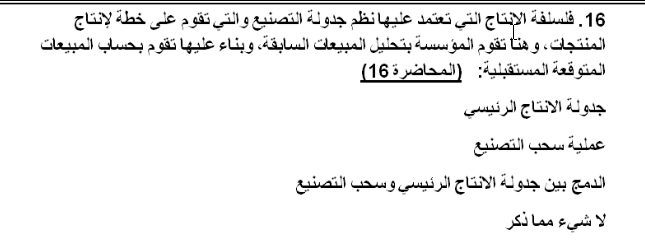 16. فلسلفة الإنتاج التي تعتمد عليها نظم جدولة التصنيع والتي تقوم على خطة لإنتاج
المنتجات، وهنا تقوم المؤسسة بتحليل المبيعات السابقة، وبناء عليها تقوم بحساب المبيعات
المتوقعة المستقبلية: (المحاضرة 16)
جدولة الانتاج الرئيسي
عملية سحب التصنيع
الدمج بين جدولة الانتاج الرئيسي وسحب التصنيع
لا شيء مما ذكر